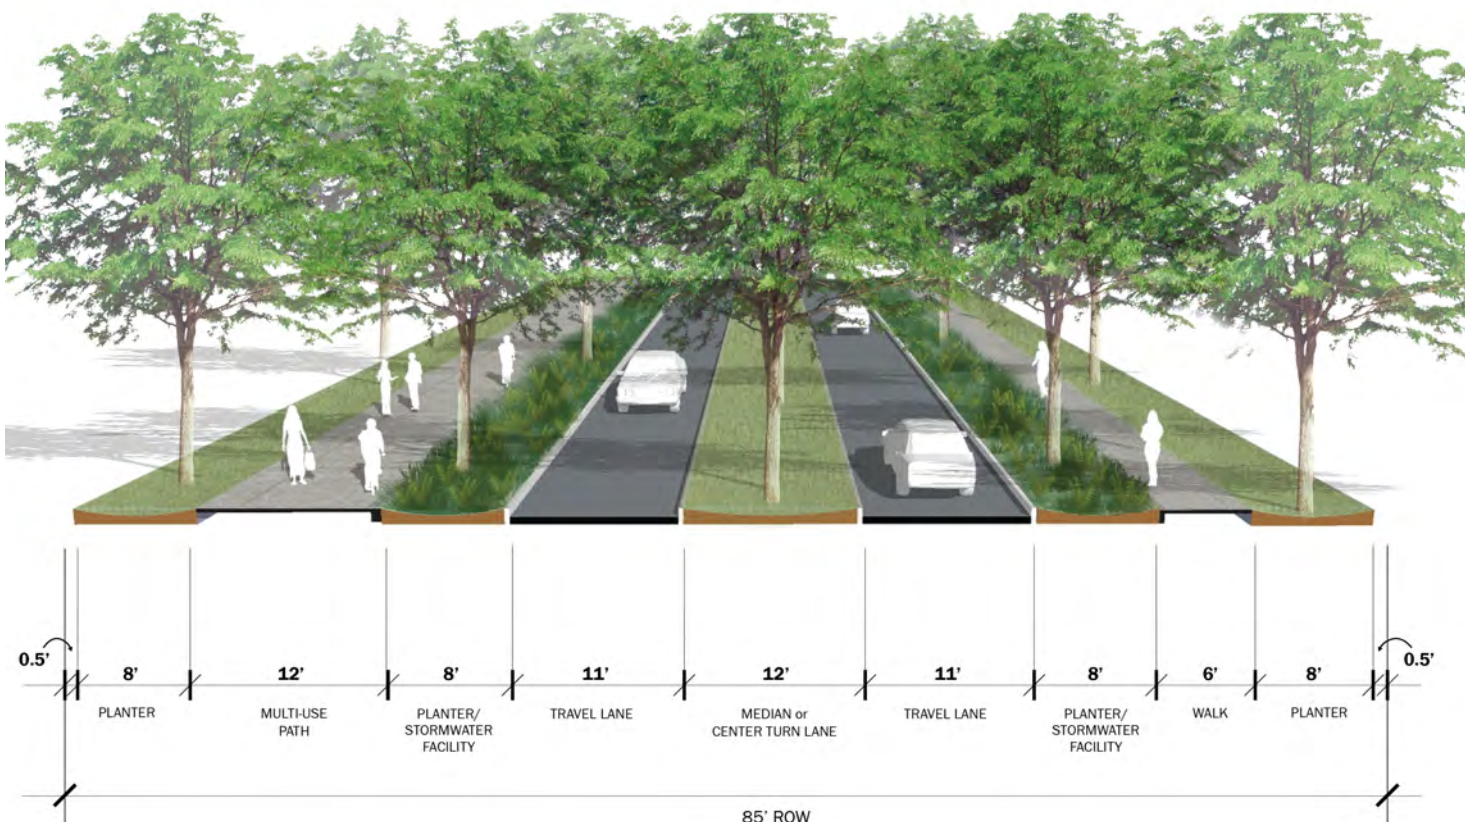 0.5'
8'
12'
8'
11'
12'
11'
8'
6'
8'
0.5'
PLANTER
MULTI-USE
PATH
PLANTER/
STORMWATER
FACILITY
TRAVEL LANE
MEDIAN or
CENTER TURN LANE
TRAVEL LANE
PLANTER/
STORMWATER
FACILITY
WALK
PLANTER
85' ROW